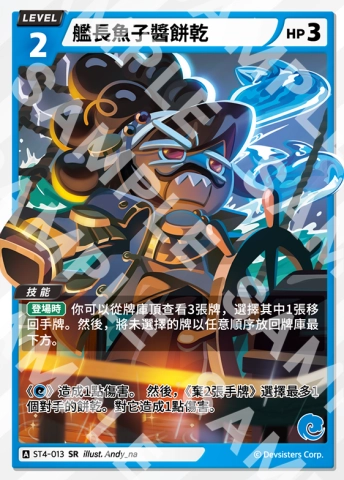 LEVEL
2
艦長魚子醬餅乾
HP 3
技能
登場時 你可以從牌庫頂查看3張牌，選擇其中1張移
回手牌。然後，將未選擇的牌以任意順序放回牌庫最
下方。
《》造成1點傷害。 然後，《棄2張手牌》選擇最多1
個對手的餅乾。對它造成1點傷害。
A ST4-013 SR illust. Andy_na
© Devsisters Corp.
SAMPLE SAMPLE SAMPLE